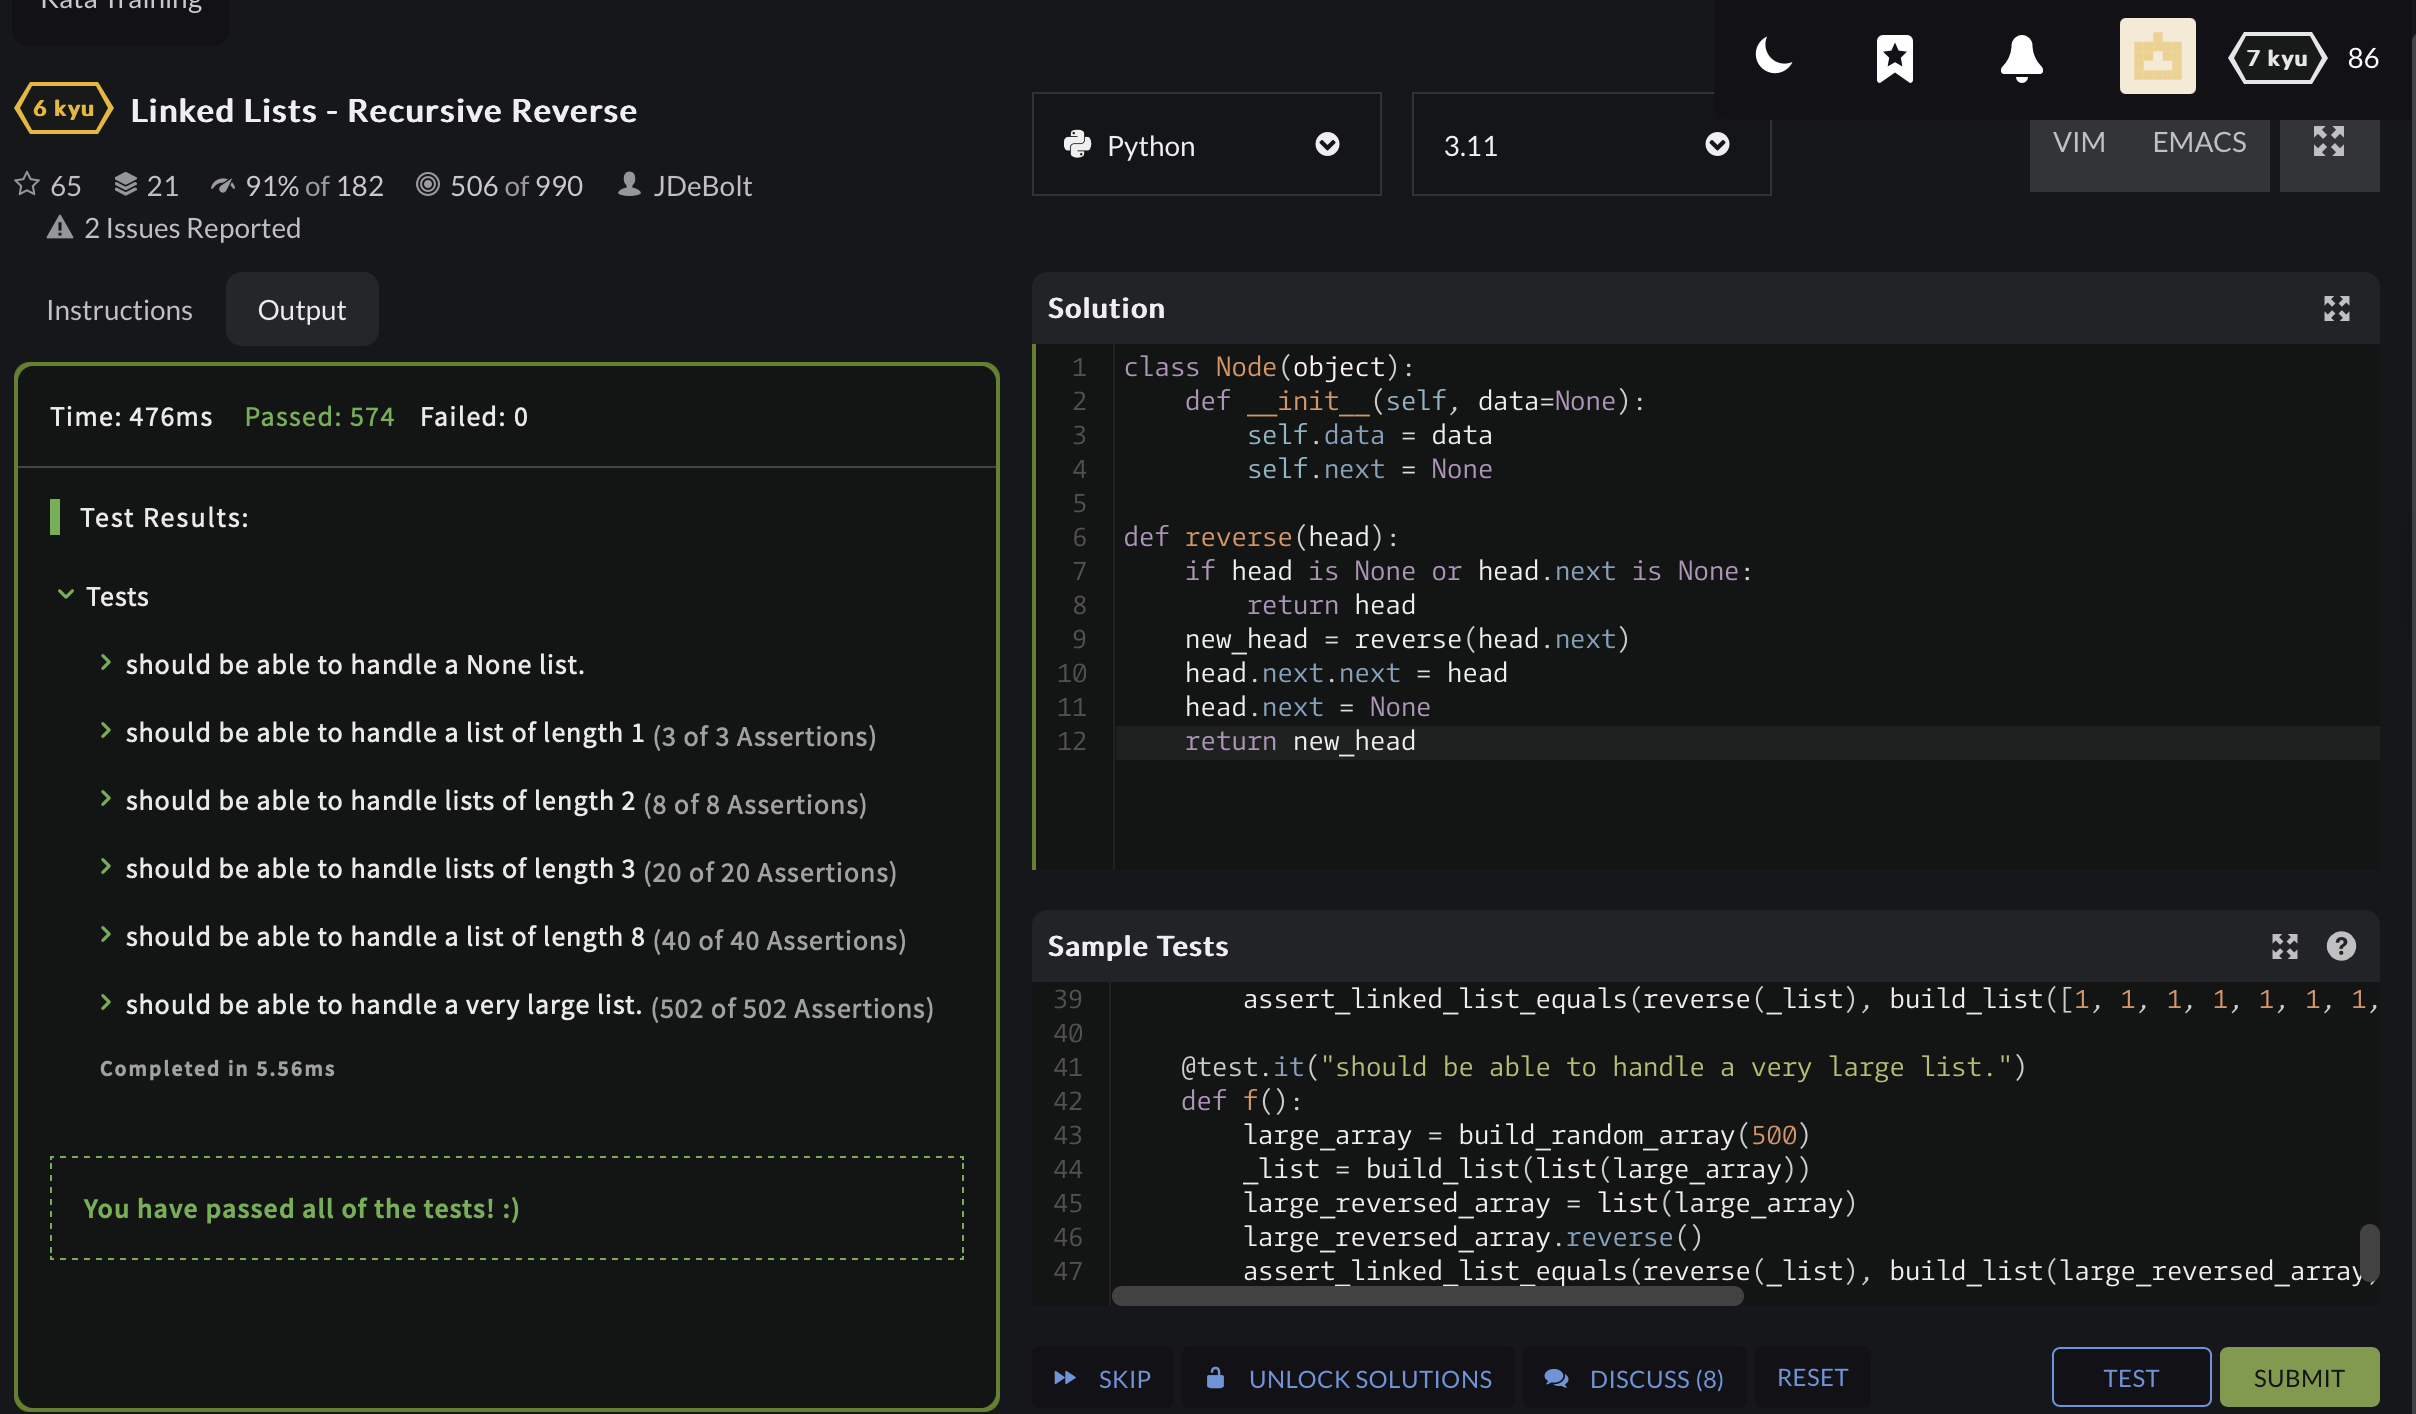 Kata Training
7 kyu 86
6 kyu Linked Lists - Recursive Reverse
65 21 91% of 182 506 of 990 JDeBolt
2 Issues Reported
Python 3.11 VIM EMACS
Instructions Output
Time: 476ms Passed: 574 Failed: 0
Test Results:
Tests
should be able to handle a None list.
should be able to handle a list of length 1 (3 of 3 Assertions)
should be able to handle lists of length 2 (8 of 8 Assertions)
should be able to handle lists of length 3 (20 of 20 Assertions)
should be able to handle a list of length 8 (40 of 40 Assertions)
should be able to handle a very large list. (502 of 502 Assertions)
Completed in 5.56ms
You have passed all of the tests! :)
Solution
1 class Node(object):
2     def __init__(self, data=None):
3         self.data = data
4         self.next = None
5
6 def reverse(head):
7     if head is None or head.next is None:
8         return head
9     new_head = reverse(head.next)
10     head.next.next = head
11     head.next = None
12     return new_head
Sample Tests
39         assert_linked_list_equals(reverse(_list), build_list([1, 1, 1, 1, 1, 1, 1,
40
41     @test.it("should be able to handle a very large list.")
42     def f():
43         large_array = build_random_array(500)
44         _list = build_list(list(large_array))
45         large_reversed_array = list(large_array)
46         large_reversed_array.reverse()
47         assert_linked_list_equals(reverse(_list), build_list(large_reversed_array,
SKIP UNLOCK SOLUTIONS DISCUSS (8) RESET TEST SUBMIT